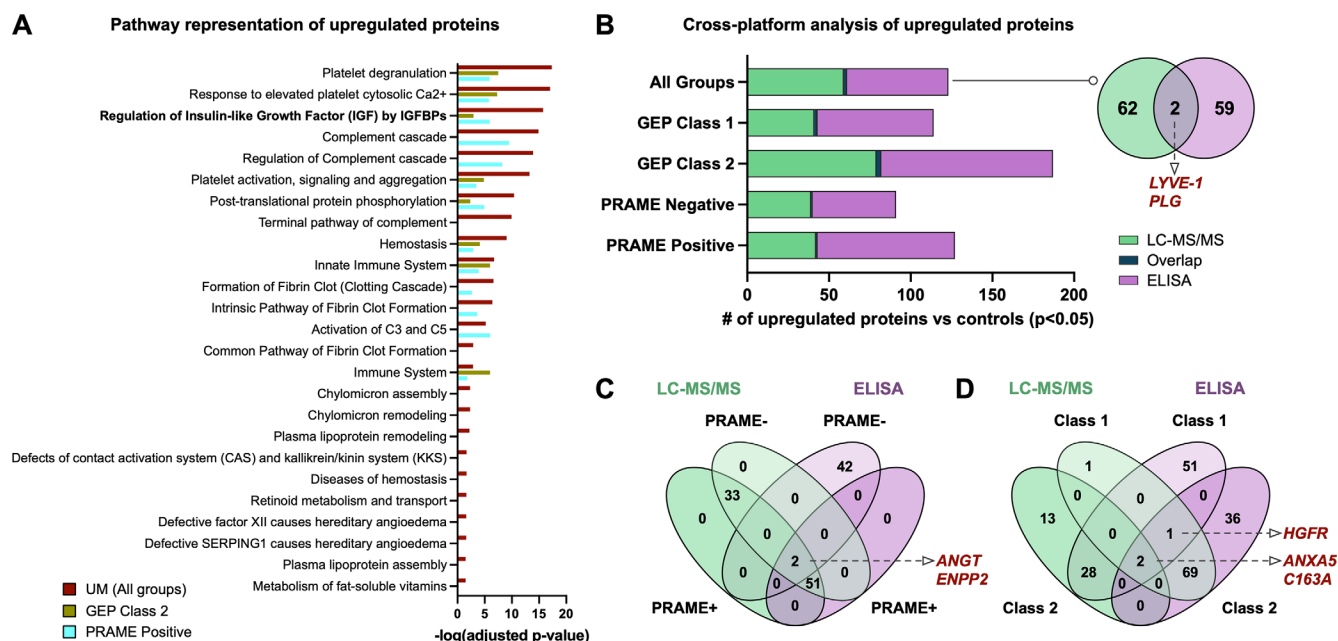 A
Pathway representation of upregulated proteins
Platelet degranulation
Response to elevated platelet cytosolic Ca2+
Regulation of Insulin-like Growth Factor (IGF) by IGFBPs
Complement cascade
Regulation of Complement cascade
Platelet activation, signaling and aggregation
Post-translational protein phosphorylation
Terminal pathway of complement
Hemostasis
Innate Immune System
Formation of Fibrin Clot (Clotting Cascade)
Intrinsic Pathway of Fibrin Clot Formation
Activation of C3 and C5
Common Pathway of Fibrin Clot Formation
Immune System
Chylomicron assembly
Chylomicron remodeling
Plasma lipoprotein remodeling
Defects of contact activation system (CAS) and kallikrein/kinin system (KKS)
Diseases of hemostasis
Retinoid metabolism and transport
Defective factor XII causes hereditary angioedema
Defective SERPING1 causes hereditary angioedema
Plasma lipoprotein assembly
Metabolism of fat-soluble vitamins
UM (All groups)
GEP Class 2
PRAME Positive
0 5 10 15 20
-log(adjusted p-value)
B
Cross-platform analysis of upregulated proteins
All Groups
GEP Class 1
GEP Class 2
PRAME Negative
PRAME Positive
0 50 100 150 200
# of upregulated proteins vs controls (p<0.05)
62 2 59
LYVE-1
PLG
LC-MS/MS
Overlap
ELISA
C
LC-MS/MS ELISA
PRAME- PRAME-
0 42
33 0 0
0 0 0 0
2
0 0 51 0
0
PRAME+ PRAME+
ANGT
ENPP2
D
LC-MS/MS ELISA
Class 1 Class 1
1 51
0 0 0
13 0 1 36
2
28 0 0 69
0
Class 2 Class 2
HGFR
ANXA5
C163A